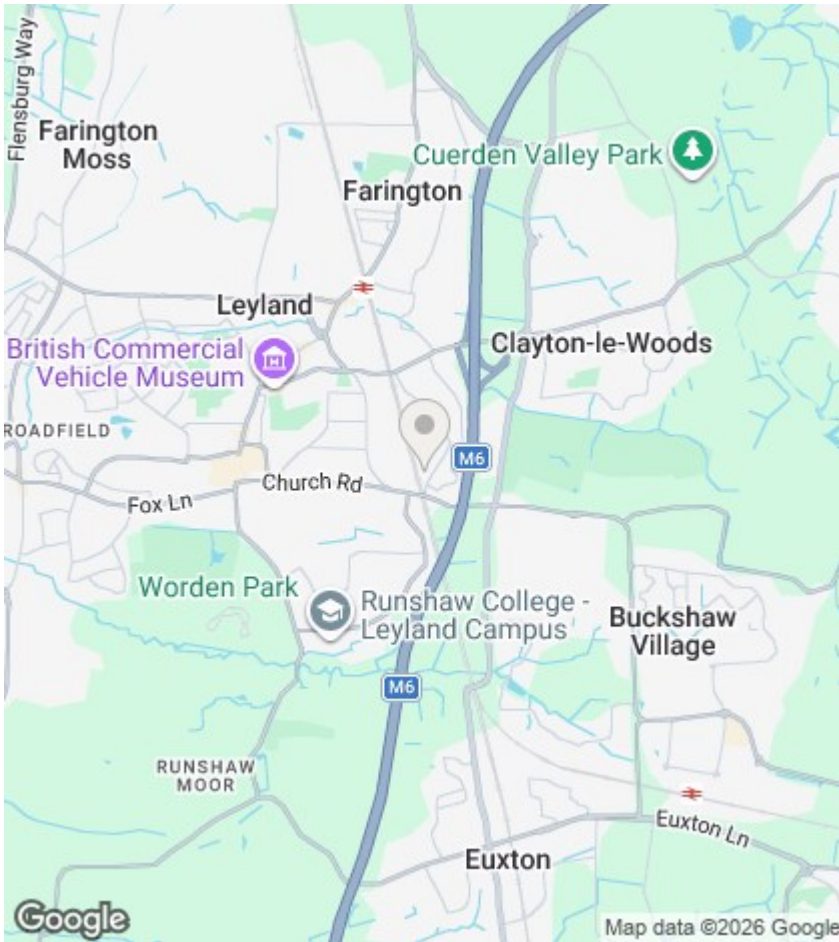 Flensburg Way
Farington
Moss
Cuerden Valley Park
Farington
Leyland
British Commercial
Vehicle Museum
Clayton-le-Woods
ROADFIELD
M6
Church Rd
Fox Ln
Worden Park
Runshaw College -
Leyland Campus
Buckshaw
Village
M6
RUNSHAW
MOOR
Euxton Ln
Euxton
Google
Map data ©2026 Google